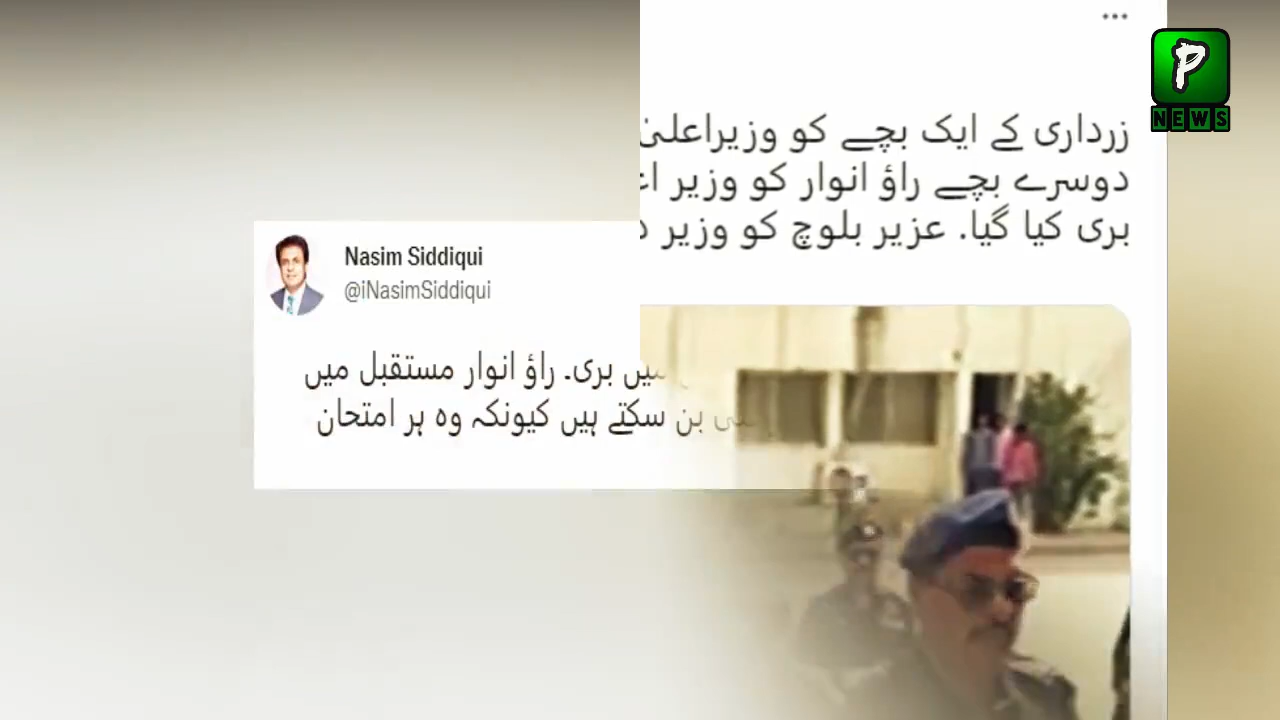 زرداری کے ایک بچے کو وزیراعلیٰ
دوسرے بچے راؤ انوار کو وزیر
بری کیا گیا. عزیر بلوچ کو وزیر
Nasim Siddiqui
@iNasimSiddiqui
بری۔ راؤ انوار مستقبل میں
بن سکتے ہیں کیونکہ وہ ہر امتحان
P
NEWS